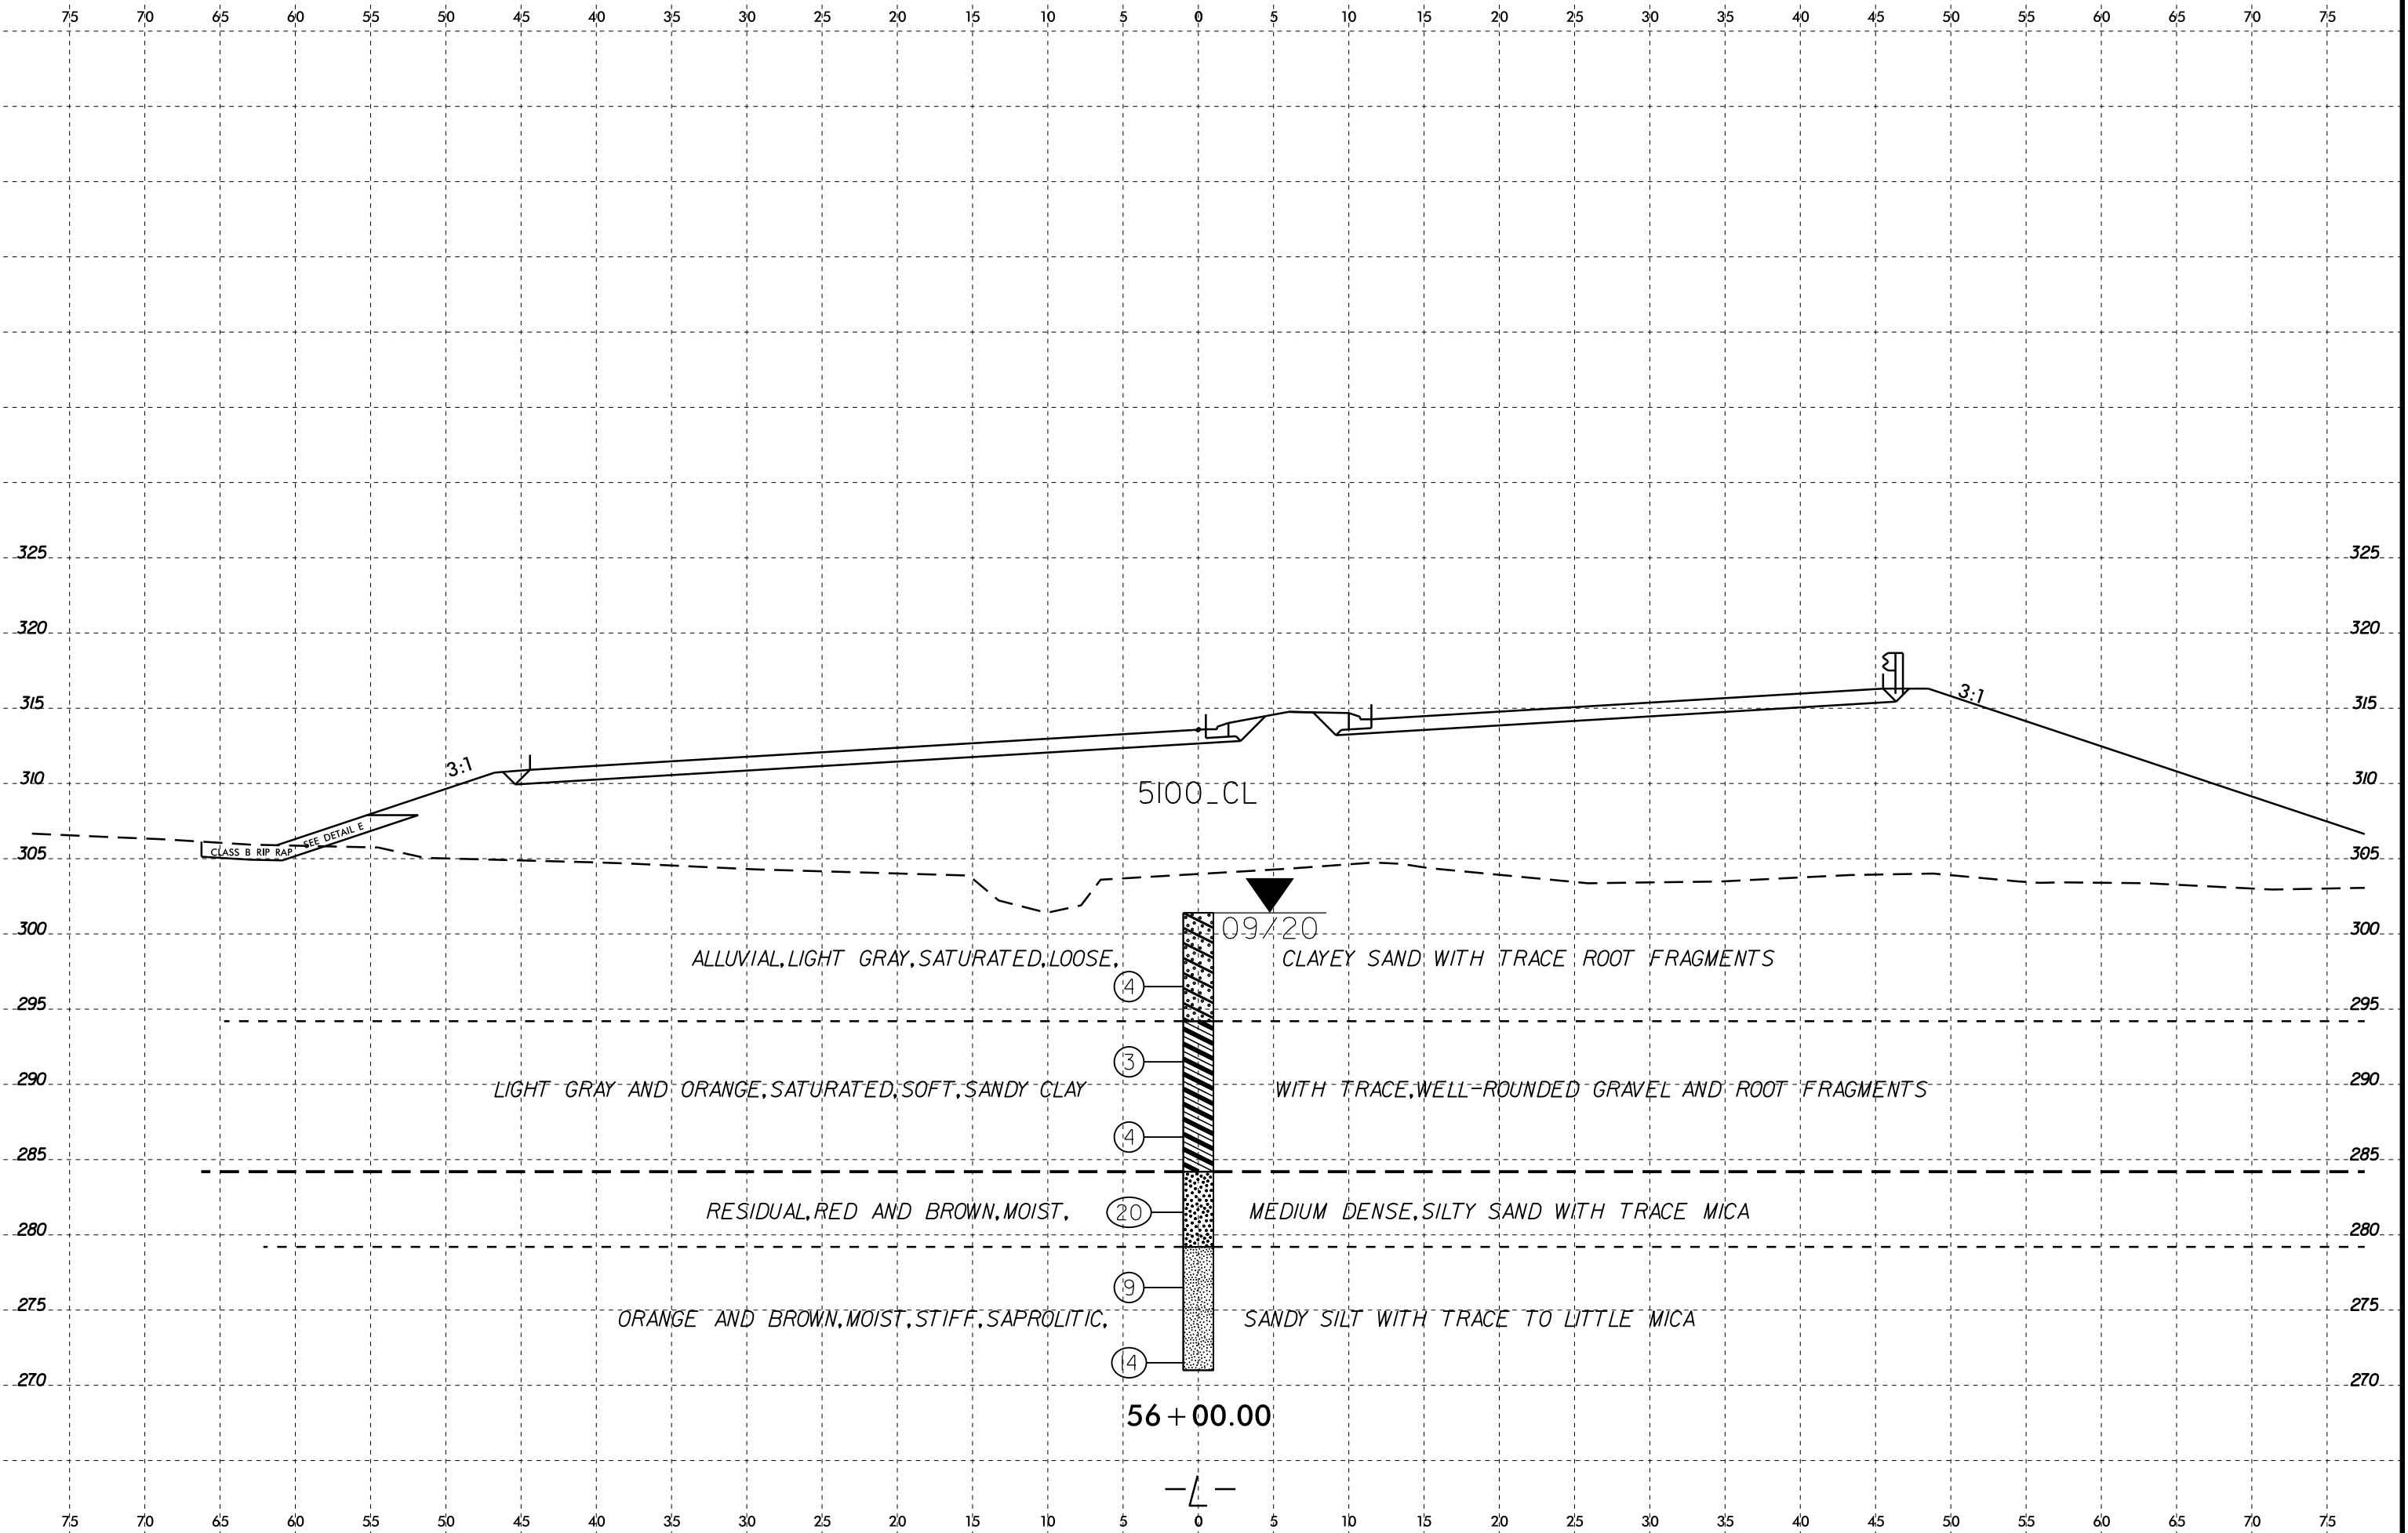 75 70 65 60 55 50 45 40 35 30 25 20 15 10 5 0 5 10 15 20 25 30 35 40 45 50 55 60 65 70 75
325 325
320 320
315 3:1 315
310 3:1 310
5100_CL
SEE DETAIL E
305 CLASS B RIP RAP 305
300 09/20 300
ALLUVIAL, LIGHT GRAY, SATURATED, LOOSE, CLAYEY SAND WITH TRACE ROOT FRAGMENTS
4
295 295
3
290 LIGHT GRAY AND ORANGE, SATURATED, SOFT, SANDY CLAY WITH TRACE, WELL-ROUNDED GRAVEL AND ROOT FRAGMENTS 290
4
285 285
RESIDUAL, RED AND BROWN, MOIST, 20 MEDIUM DENSE, SILTY SAND WITH TRACE MICA
280 280
9
275 275
ORANGE AND BROWN, MOIST, STIFF, SAPROLITIC, SANDY SILT WITH TRACE TO LITTLE MICA
14
270 270
56+00.00
-L-
75 70 65 60 55 50 45 40 35 30 25 20 15 10 5 0 5 10 15 20 25 30 35 40 45 50 55 60 65 70 75